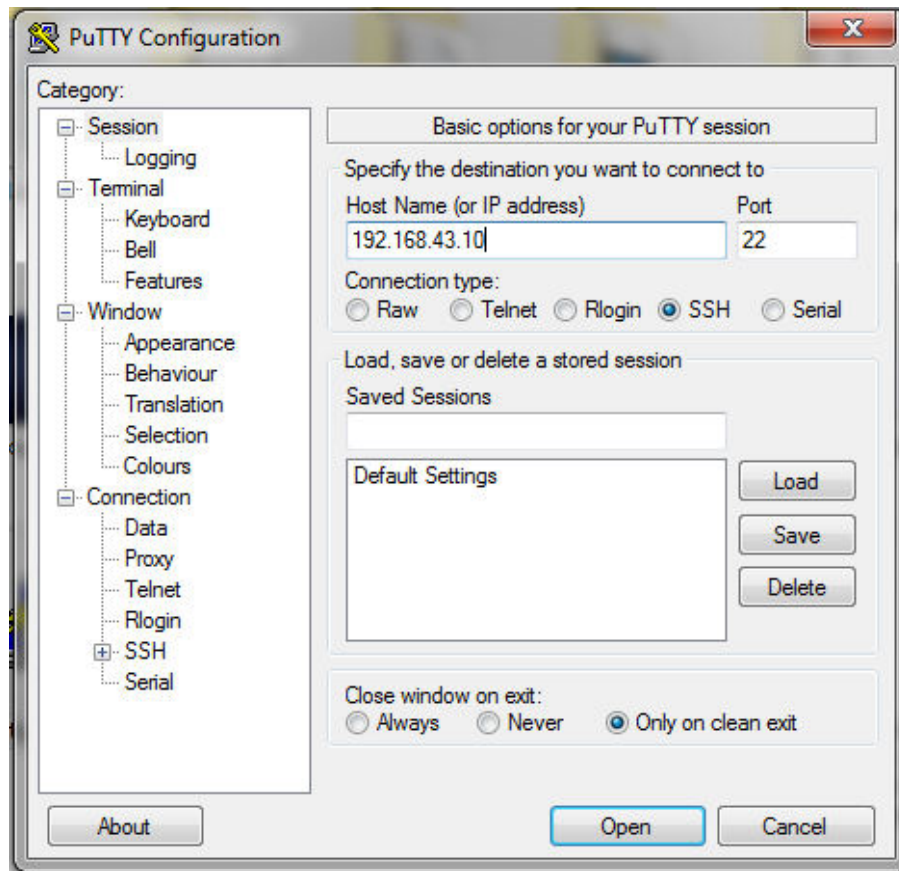 PuTTY Configuration
X
Category:
Session
Logging
Terminal
Keyboard
Bell
Features
Window
Appearance
Behaviour
Translation
Selection
Colours
Connection
Data
Proxy
Telnet
Rlogin
SSH
Serial
Basic options for your PuTTY session
Specify the destination you want to connect to
Host Name (or IP address) Port
192.168.43.10 22
Connection type:
Raw Telnet Rlogin SSH Serial
Load, save or delete a stored session
Saved Sessions
Default Settings
Load
Save
Delete
Close window on exit:
Always Never Only on clean exit
About Open Cancel